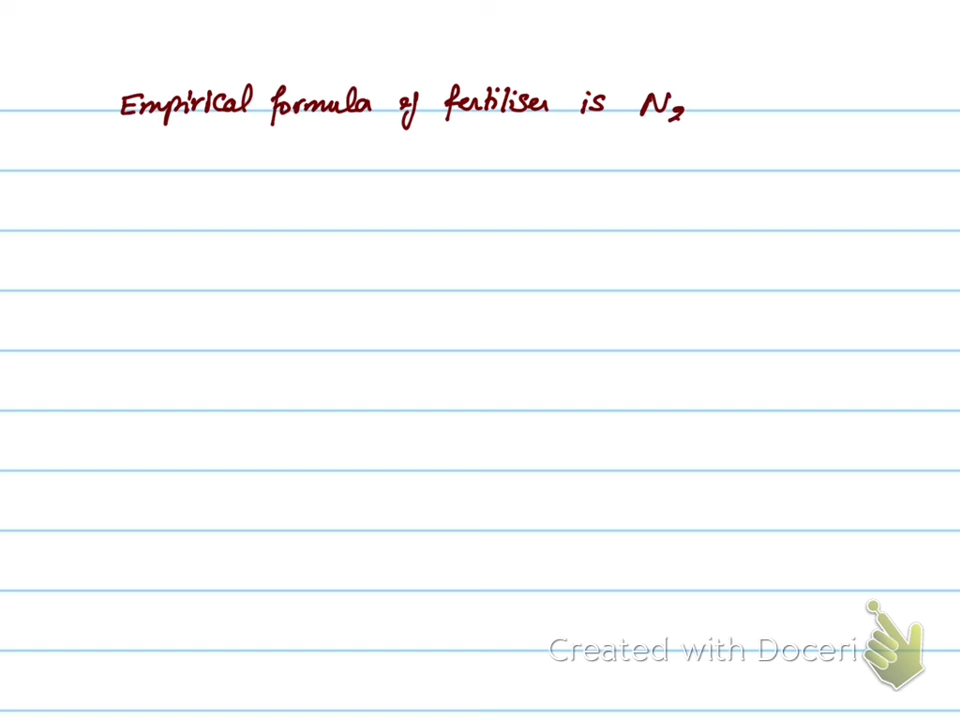 Empirical formula of fertiliser is N2
Created with Doceri